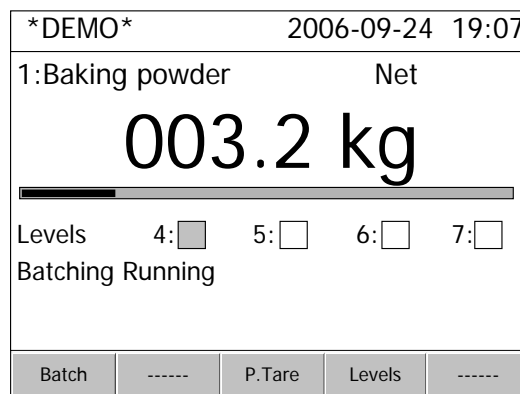 *DEMO* 2006-09-24 19:07
1:Baking powder Net
003.2 kg
Levels 4: 5: 6: 7:
Batching Running
Batch ------ P.Tare Levels ------